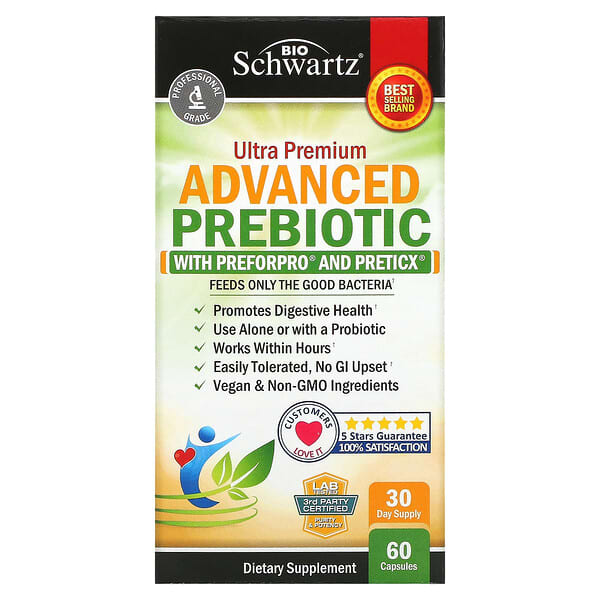 BIO
Schwartz®
PROFESSIONAL
GRADE
BEST
SELLING
BRAND
Ultra Premium
ADVANCED
PREBIOTIC
WITH PREFORPRO® AND PRETICX®
FEEDS ONLY THE GOOD BACTERIA†
Promotes Digestive Health†
Use Alone or with a Probiotic
Works Within Hours†
Easily Tolerated, No GI Upset†
Vegan & Non-GMO Ingredients
CUSTOMERS
LOVE IT
5 Stars Guarantee
100% SATISFACTION
LAB
TESTED
3rd PARTY
CERTIFIED
PURITY & POTENCY
30
Day Supply
60
Capsules
Dietary Supplement